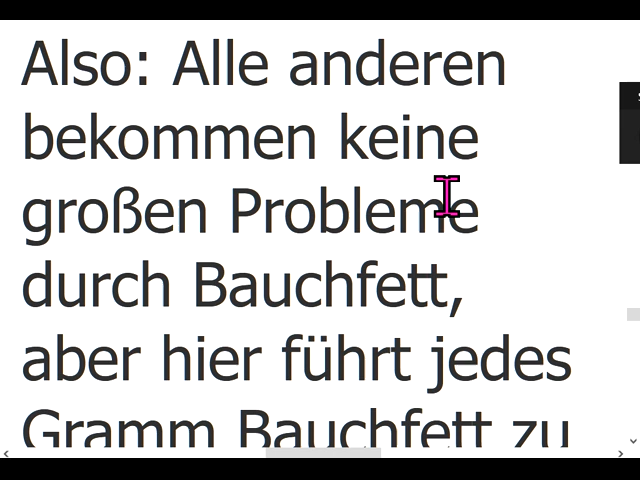 Also: Alle anderen
bekommen keine
großen Probleme
durch Bauchfett,
aber hier führt jedes
Gramm Bauchfett zu